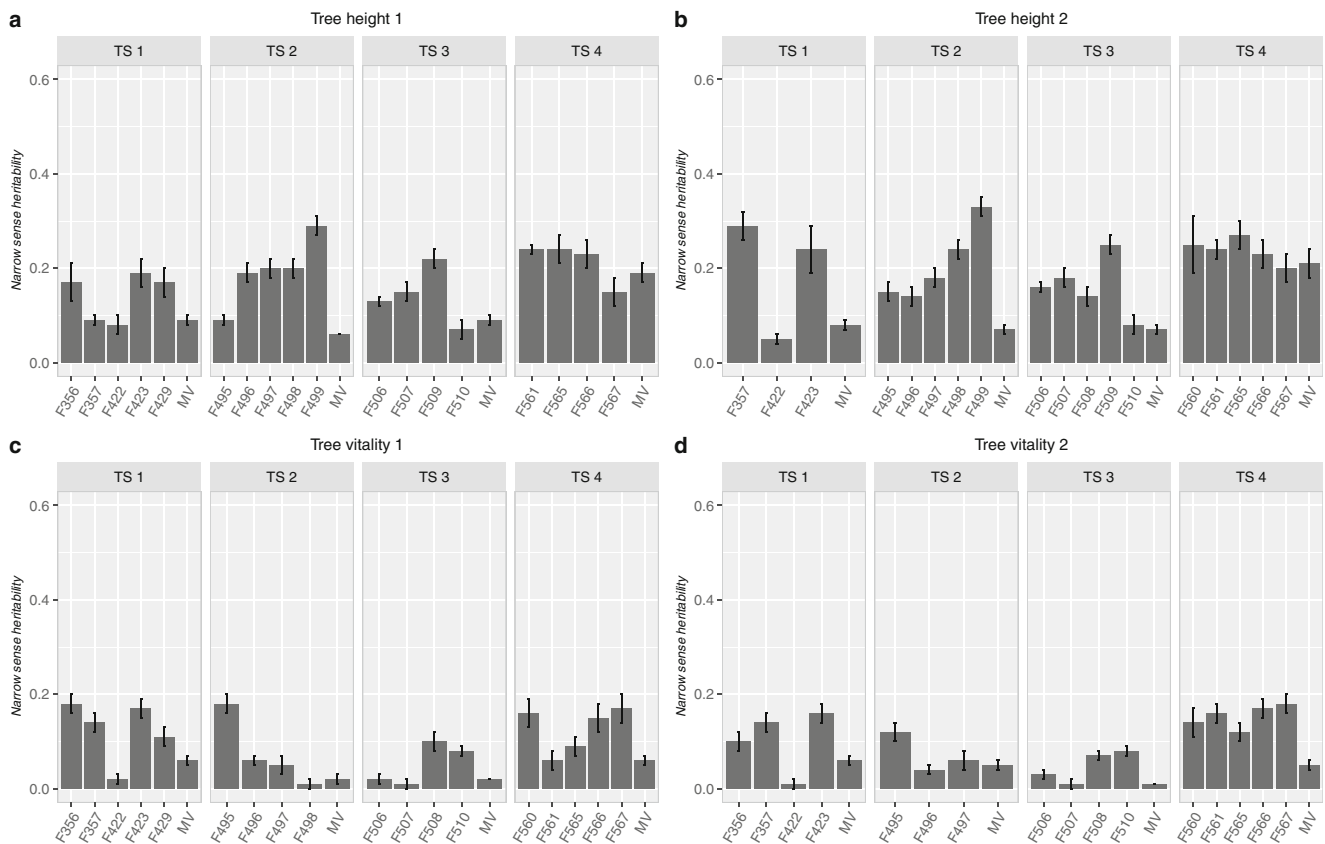 a
Tree height 1
TS 1 TS 2 TS 3 TS 4
Narrow sense heritability
0.6
0.4
0.2
0.0
F356 F357 F422 F423 F429 MV F495 F496 F497 F498 F499 MV F506 F507 F509 F510 MV F561 F565 F566 F567 MV
b
Tree height 2
TS 1 TS 2 TS 3 TS 4
Narrow sense heritability
0.6
0.4
0.2
0.0
F357 F422 F423 MV F495 F496 F497 F498 F499 MV F506 F507 F508 F509 F510 MV F560 F561 F565 F566 F567 MV
c
Tree vitality 1
TS 1 TS 2 TS 3 TS 4
Narrow sense heritability
0.6
0.4
0.2
0.0
F356 F357 F422 F423 F429 MV F495 F496 F497 F498 MV F506 F507 F508 F510 MV F560 F561 F565 F566 F567 MV
d
Tree vitality 2
TS 1 TS 2 TS 3 TS 4
Narrow sense heritability
0.6
0.4
0.2
0.0
F356 F357 F422 F423 MV F495 F496 F497 MV F506 F507 F508 F510 MV F560 F561 F565 F566 F567 MV